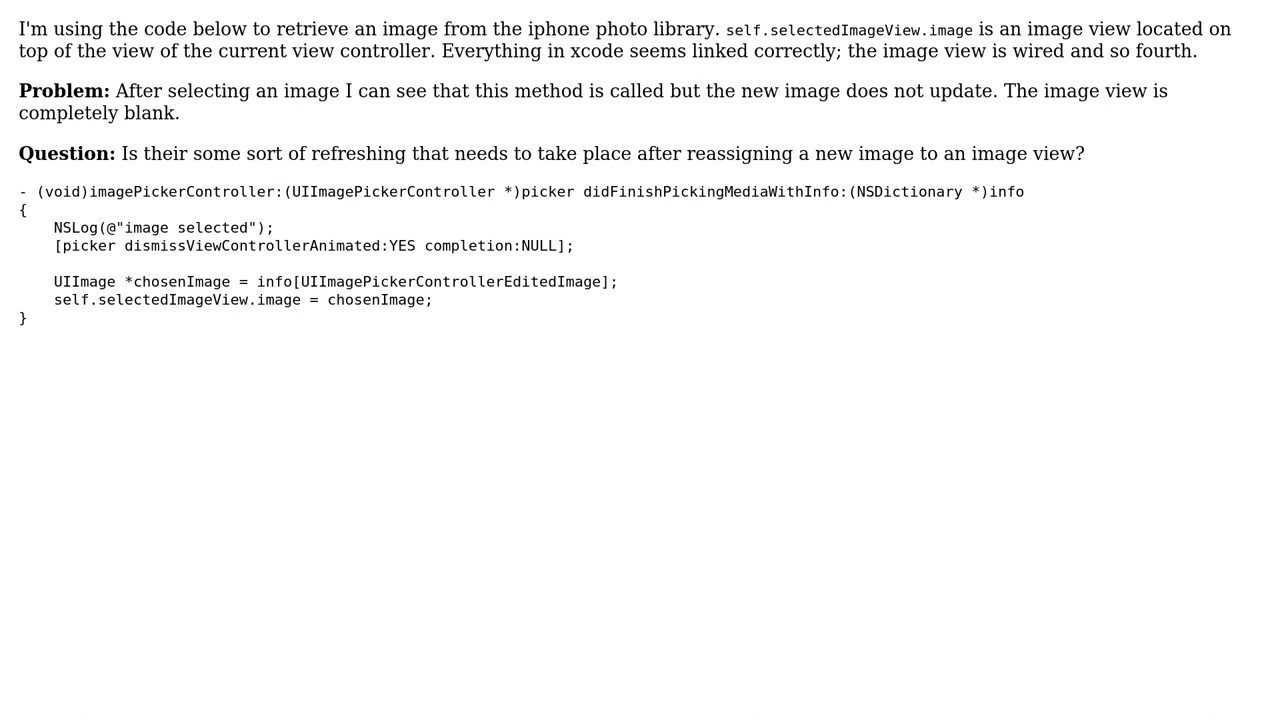 I'm using the code below to retrieve an image from the iphone photo library. self.selectedImageView.image is an image view located on
top of the view of the current view controller. Everything in xcode seems linked correctly; the image view is wired and so fourth.
Problem: After selecting an image I can see that this method is called but the new image does not update. The image view is
completely blank.
Question: Is their some sort of refreshing that needs to take place after reassigning a new image to an image view?
- (void)imagePickerController:(UIImagePickerController *)picker didFinishPickingMediaWithInfo:(NSDictionary *)info
{
    NSLog(@"image selected");
    [picker dismissViewControllerAnimated:YES completion:NULL];
    UIImage *chosenImage = info[UIImagePickerControllerEditedImage];
    self.selectedImageView.image = chosenImage;
}